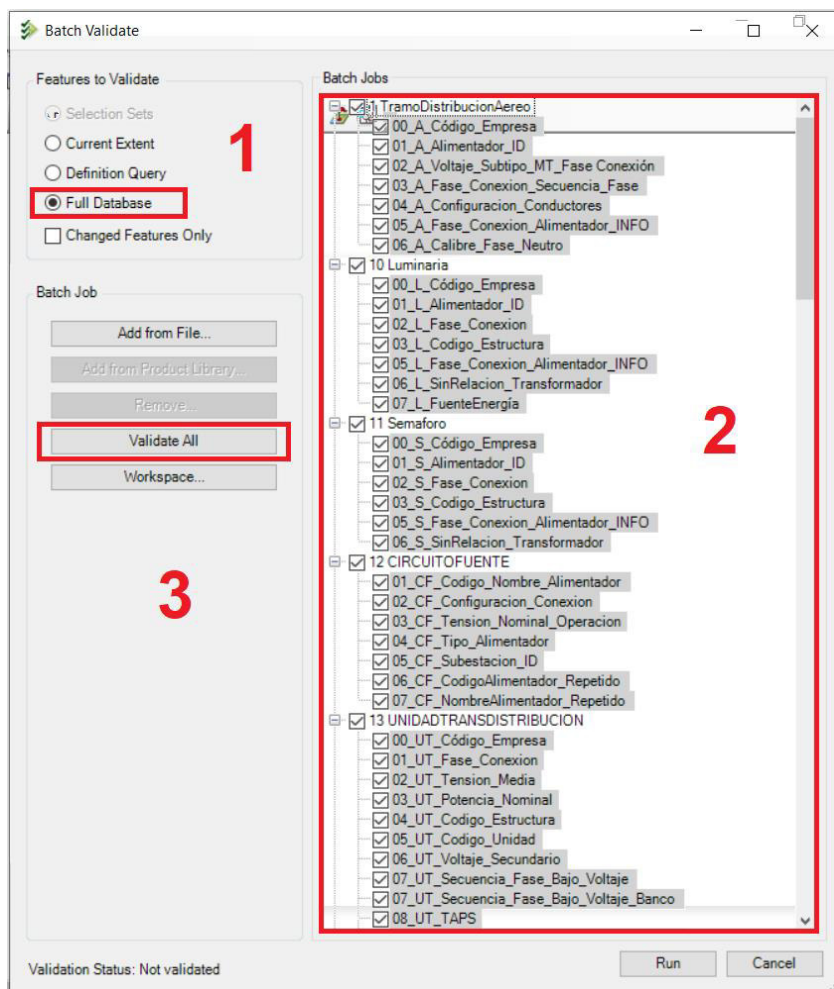 Batch Validate
Features to Validate
Selection Sets
Current Extent
Definition Query
Full Database
Changed Features Only
1
Batch Job
Add from File...
Add from Product Library...
Remove...
Validate All
Workspace...
3
Batch Jobs
1 TramoDistribucionAereo
00_A_Código_Empresa
01_A_Alimentador_ID
02_A_Voltaje_Subtipo_MT_Fase Conexión
03_A_Fase_Conexion_Secuencia_Fase
04_A_Configuracion_Conductores
05_A_Fase_Conexion_Alimentador_INFO
06_A_Calibre_Fase_Neutro
10 Luminaria
00_L_Código_Empresa
01_L_Alimentador_ID
02_L_Fase_Conexion
03_L_Codigo_Estructura
05_L_Fase_Conexion_Alimentador_INFO
06_L_SinRelacion_Transformador
07_L_FuenteEnergía
11 Semaforo
00_S_Código_Empresa
01_S_Alimentador_ID
02_S_Fase_Conexion
03_S_Codigo_Estructura
05_S_Fase_Conexion_Alimentador_INFO
06_S_SinRelacion_Transformador
12 CIRCUITOFUENTE
01_CF_Codigo_Nombre_Alimentador
02_CF_Configuracion_Conexion
03_CF_Tension_Nominal_Operacion
04_CF_Tipo_Alimentador
05_CF_Subestacion_ID
06_CF_CodigoAlimentador_Repetido
07_CF_NombreAlimentador_Repetido
13 UNIDADTRANSDISTRIBUCION
00_UT_Código_Empresa
01_UT_Fase_Conexion
02_UT_Tension_Media
03_UT_Potencia_Nominal
04_UT_Codigo_Estructura
05_UT_Codigo_Unidad
06_UT_Voltaje_Secundario
07_UT_Secuencia_Fase_Bajo_Voltaje
07_UT_Secuencia_Fase_Bajo_Voltaje_Banco
08_UT_TAPS
2
Validation Status: Not validated
Run
Cancel